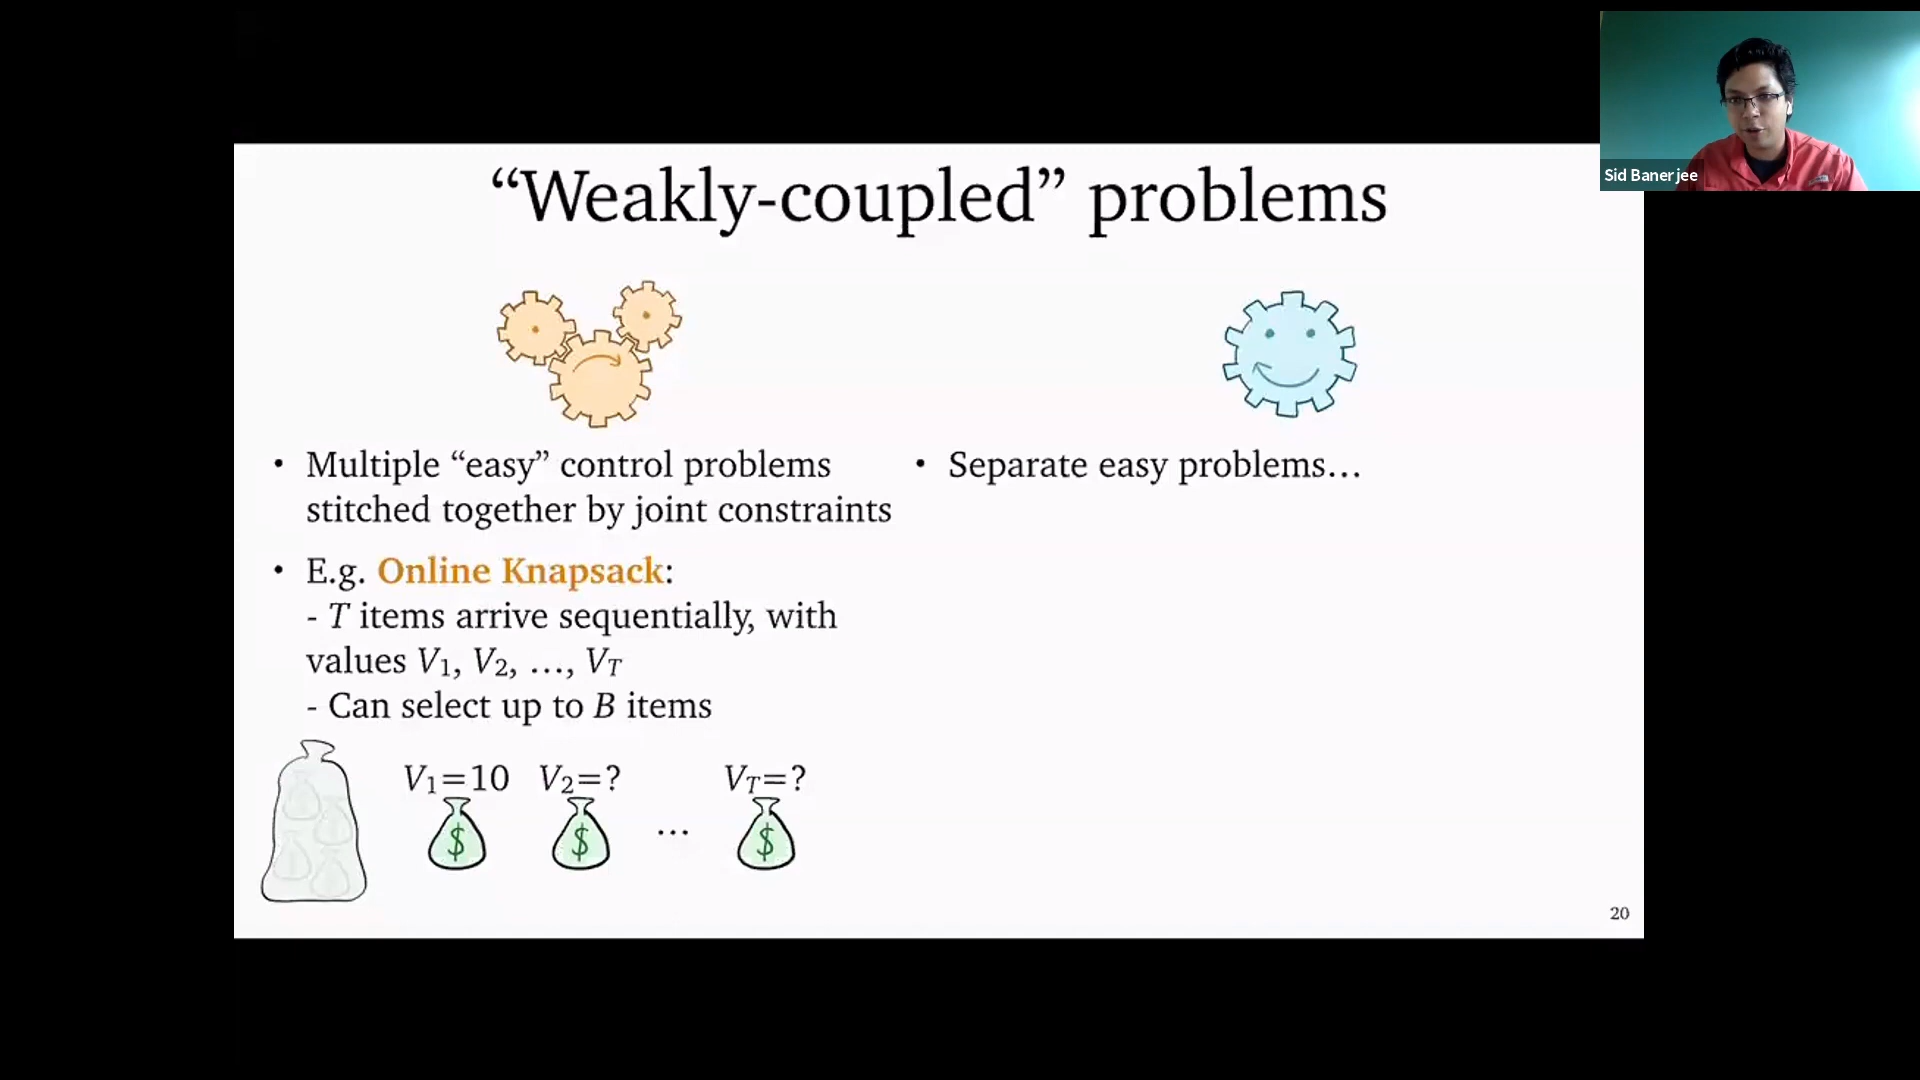 Sid Banerjee
“Weakly-coupled” problems
• Multiple “easy” control problems
stitched together by joint constraints
• E.g. Online Knapsack:
- T items arrive sequentially, with
values V1, V2, …, VT
- Can select up to B items
V1=10 V2=? VT=?
$ $ … $
• Separate easy problems…
20